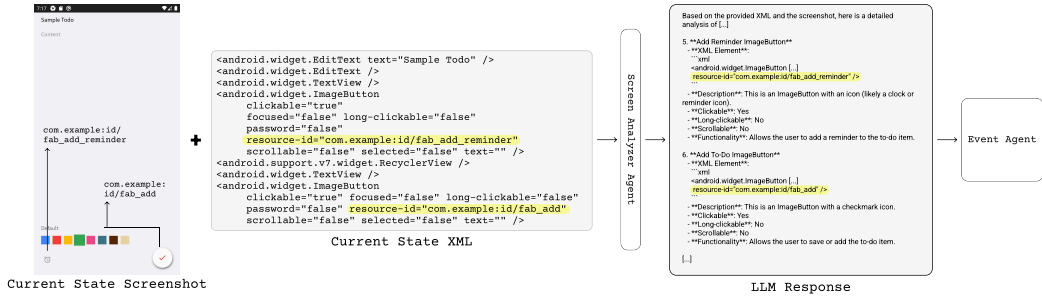 7:17
Sample Todo
Content
com.example:id/
fab_add_reminder
com.example:
id/fab_add
Default
Current State Screenshot
<android.widget.EditText text="Sample Todo" />
<android.widget.EditText />
<android.widget.TextView />
<android.widget.ImageButton
clickable="true"
focused="false" long-clickable="false"
password="false"
resource-id="com.example:id/fab_add_reminder"
scrollable="false" selected="false" text="" />
<android.support.v7.widget.RecyclerView />
<android.widget.TextView />
<android.widget.ImageButton
clickable="true" focused="false" long-clickable="false"
password="false" resource-id="com.example:id/fab_add"
scrollable="false" selected="false" text="" />
Current State XML
Screen Analyzer Agent
Based on the provided XML and the screenshot, here is a detailed
analysis of [...]
5. **Add Reminder ImageButton**
- **XML Element**:
```xml
<android.widget.ImageButton [...]
resource-id="com.example:id/fab_add_reminder" />
```
- **Description**: This is an ImageButton with an icon (likely a clock or
reminder icon).
- **Clickable**: Yes
- **Long-clickable**: No
- **Scrollable**: No
- **Functionality**: Allows the user to add a reminder to the to-do item.
6. **Add To-Do ImageButton**
- **XML Element**:
```xml
<android.widget.ImageButton [...]
resource-id="com.example:id/fab_add" />
```
- **Description**: This is an ImageButton with a checkmark icon.
- **Clickable**: Yes
- **Long-clickable**: No
- **Scrollable**: No
- **Functionality**: Allows the user to save or add the to-do item.
[...]
LLM Response
Event Agent